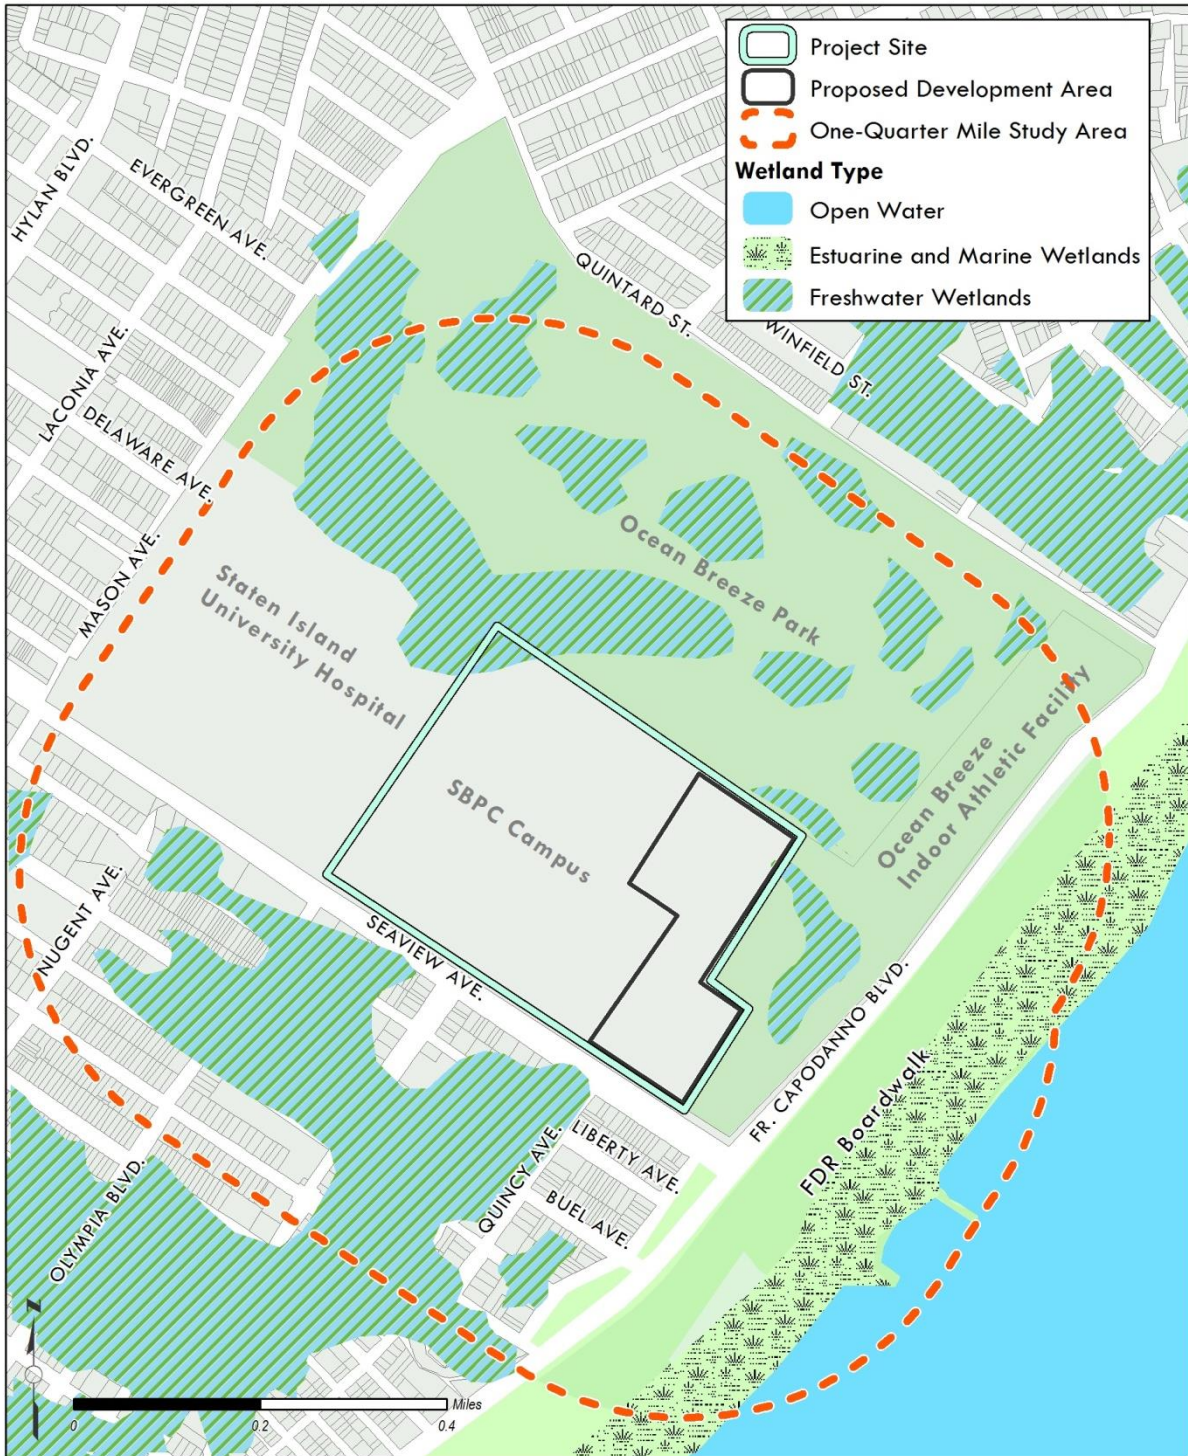 Project Site
Proposed Development Area
One-Quarter Mile Study Area
Wetland Type
Open Water
Estuarine and Marine Wetlands
Freshwater Wetlands
HYLAN BLVD.
EVERGREEN AVE.
QUINTARD ST.
WINFIELD ST.
LACONIA AVE.
DELAWARE AVE.
MASON AVE.
Staten Island
University Hospital
Ocean Breeze Park
Ocean Breeze
Indoor Athletic Facility
SBPC Campus
NUGENT AVE.
SEAVIEW AVE.
FR. CAPODANNO BLVD.
FDR Boardwalk
LIBERTY AVE.
QUINCY AVE.
BUEL AVE.
OLYMPIA BLVD.
Z
Miles
0
0.2
0.4